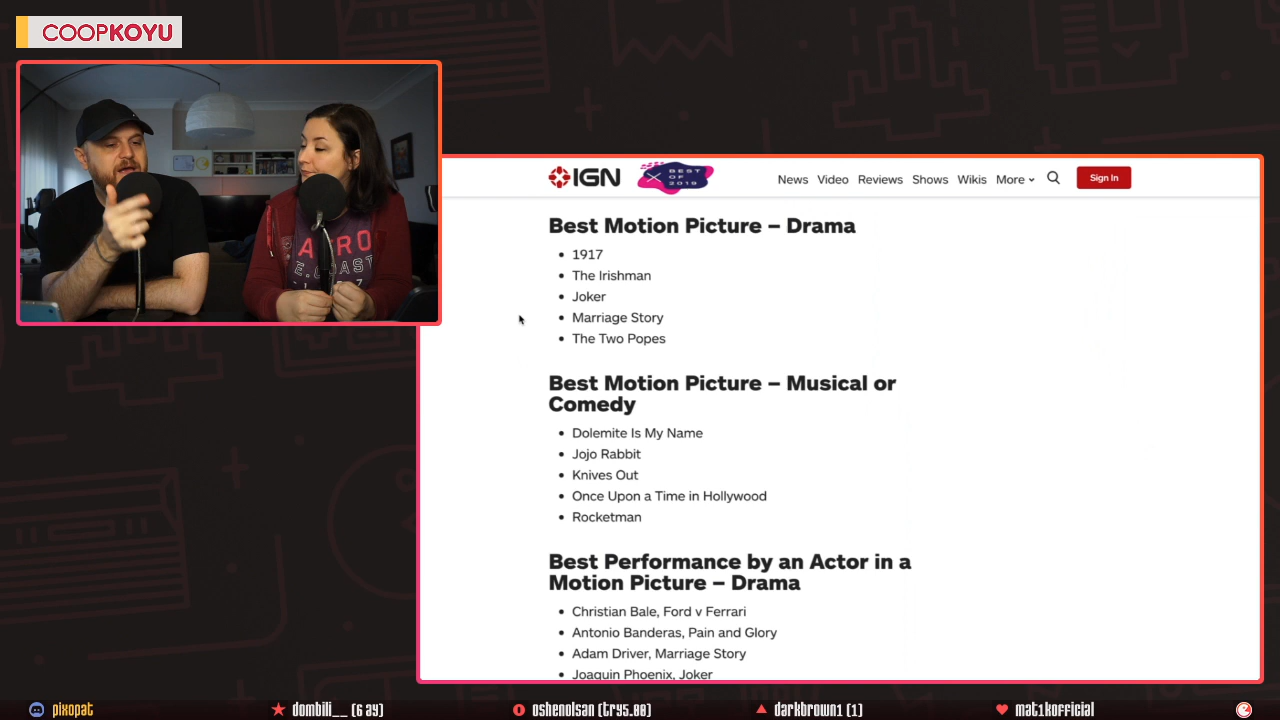 COOPKOYU
AERO
E.COAST
IGN
BEST
OF
2019
News Video Reviews Shows Wikis More Sign In
Best Motion Picture – Drama
• 1917
• The Irishman
• Joker
• Marriage Story
• The Two Popes
Best Motion Picture – Musical or
Comedy
• Dolemite Is My Name
• Jojo Rabbit
• Knives Out
• Once Upon a Time in Hollywood
• Rocketman
Best Performance by an Actor in a
Motion Picture – Drama
• Christian Bale, Ford v Ferrari
• Antonio Banderas, Pain and Glory
• Adam Driver, Marriage Story
• Joaquin Phoenix, Joker
pixopat dombili__ (6 ay) oshenolsan (try5.00) darkbrown1 (1) mat1kofficial